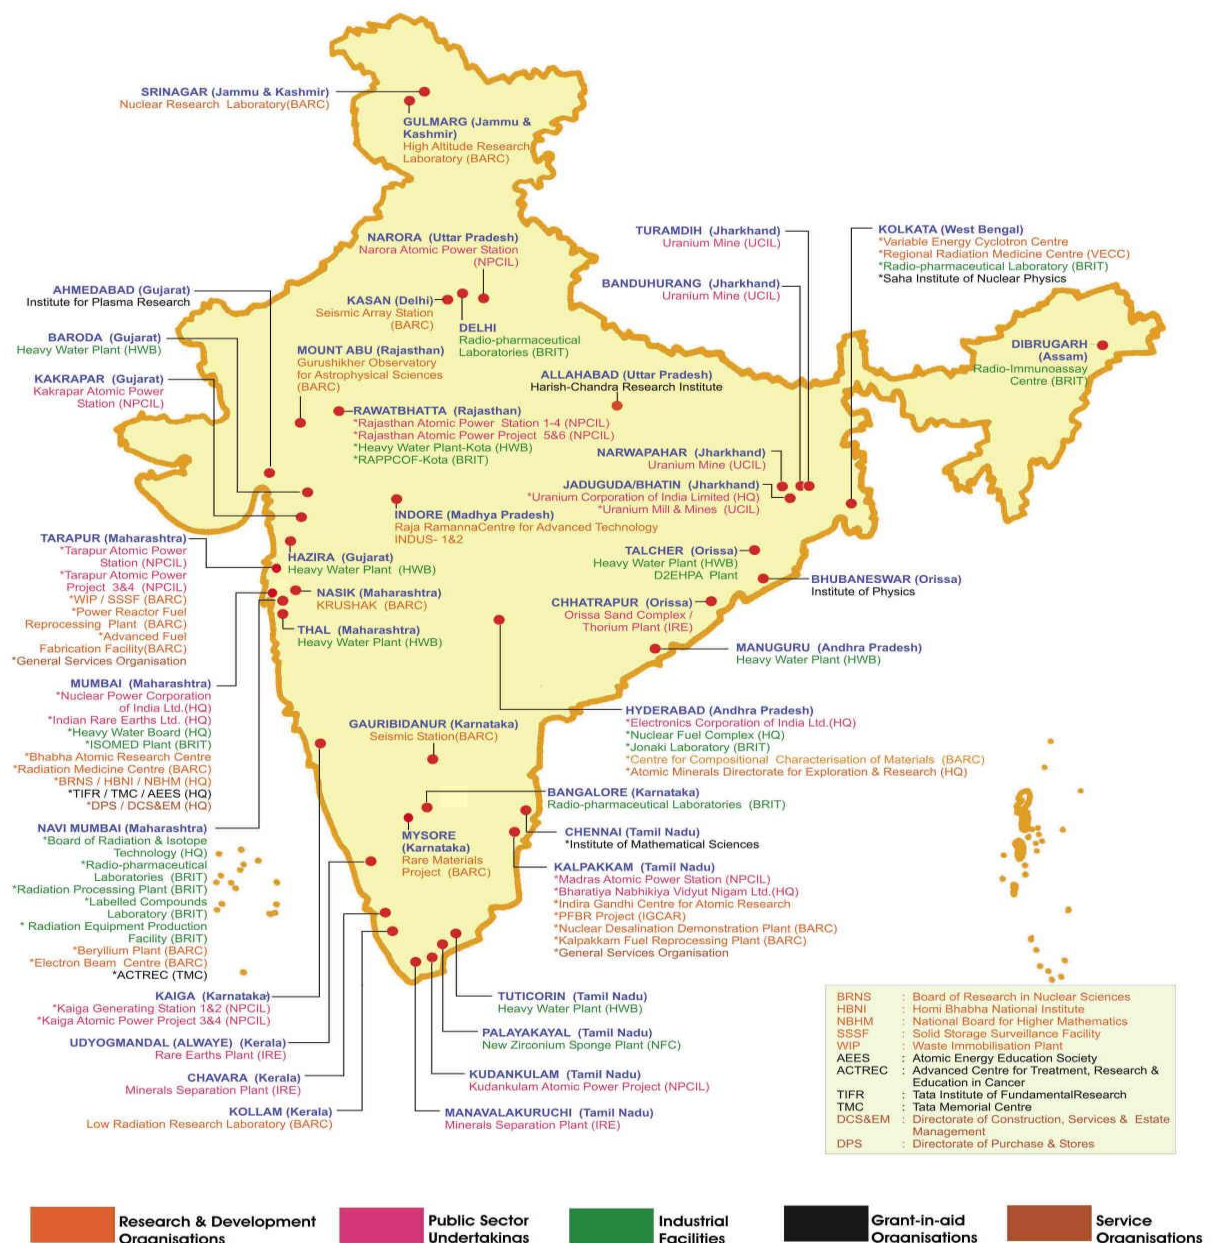 SRINAGAR (Jammu & Kashmir)
Nuclear Research Laboratory(BARC)
GULMARG (Jammu &
Kashmir)
High Altitude Research
Laboratory (BARC)
NARORA (Uttar Pradesh)
Narora Atomic Power Station
(NPCIL)
TURAMDIH (Jharkhand)
Uranium Mine (UCIL)
KOLKATA (West Bengal)
*Variable Energy Cyclotron Centre
*Regional Radiation Medicine Centre (VECC)
*Radio-pharmaceutical Laboratory (BRIT)
*Saha Institute of Nuclear Physics
BANDUHURANG (Jharkhand)
Uranium Mine (UCIL)
AHMEDABAD (Gujarat)
Institute for Plasma Research
KASAN (Delhi)
Seismic Array Station
(BARC)
DELHI
Radio-pharmaceutical
Laboratories (BRIT)
BARODA (Gujarat)
Heavy Water Plant (HWB)
MOUNT ABU (Rajasthan)
Gurushikher Observatory
for Astrophysical Sciences
(BARC)
DIBRUGARH
(Assam)
Radio-Immunoassay
Centre (BRIT)
KAKRAPAR (Gujarat)
Kakrapar Atomic Power
Station (NPCIL)
ALLAHABAD (Uttar Pradesh)
Harish-Chandra Research Institute
RAWATBHATTA (Rajasthan)
*Rajasthan Atomic Power Station 1-4 (NPCIL)
*Rajasthan Atomic Power Project 5&6 (NPCIL)
*Heavy Water Plant-Kota (HWB)
*RAPPCOF-Kota (BRIT)
NARWAPAHAR (Jharkhand)
Uranium Mine (UCIL)
JADUGUDA/BHATIN (Jharkhand)
*Uranium Corporation of India Limited (HQ)
*Uranium Mill & Mines (UCIL)
INDORE (Madhya Pradesh)
Raja RamannaCentre for Advanced Technology
INDUS- 1&2
TARAPUR (Maharashtra)
*Tarapur Atomic Power
Station (NPCIL)
*Tarapur Atomic Power
Project 3&4 (NPCIL)
*WIP / SSSF (BARC)
*Power Reactor Fuel
Reprocessing Plant (BARC)
*Advanced Fuel
Fabrication Facility(BARC)
*General Services Organisation
HAZIRA (Gujarat)
Heavy Water Plant (HWB)
TALCHER (Orissa)
Heavy Water Plant (HWB)
D2EHPA Plant
BHUBANESWAR (Orissa)
Institute of Physics
NASIK (Maharashtra)
KRUSHAK (BARC)
CHHATRAPUR (Orissa)
Orissa Sand Complex /
Thorium Plant (IRE)
THAL (Maharashtra)
Heavy Water Plant (HWB)
MANUGURU (Andhra Pradesh)
Heavy Water Plant (HWB)
MUMBAI (Maharashtra)
*Nuclear Power Corporation
of India Ltd.(HQ)
*Indian Rare Earths Ltd. (HQ)
*Heavy Water Board (HQ)
*ISOMED Plant (BRIT)
*Bhabha Atomic Research Centre
*Radiation Medicine Centre (BARC)
*BRNS / HBNI / NBHM (HQ)
*TIFR / TMC / AEES (HQ)
*DPS / DCS&EM (HQ)
HYDERABAD (Andhra Pradesh)
*Electronics Corporation of India Ltd.(HQ)
*Nuclear Fuel Complex (HQ)
*Jonaki Laboratory (BRIT)
*Centre for Compositional Characterisation of Materials (BARC)
*Atomic Minerals Directorate for Exploration & Research (HQ)
GAURIBIDANUR (Karnataka)
Seismic Station(BARC)
BANGALORE (Karnataka)
Radio-pharmaceutical Laboratories (BRIT)
NAVI MUMBAI (Maharashtra)
*Board of Radiation & Isotope
Technology (HQ)
*Radio-pharmaceutical
Laboratories (BRIT)
*Radiation Processing Plant (BRIT)
*Labelled Compounds
Laboratory (BRIT)
* Radiation Equipment Production
Facility (BRIT)
*Beryllium Plant (BARC)
*Electron Beam Centre (BARC)
*ACTREC (TMC)
MYSORE
(Karnataka)
Rare Materials
Project (BARC)
CHENNAI (Tamil Nadu)
*Institute of Mathematical Sciences
KALPAKKAM (Tamil Nadu)
*Madras Atomic Power Station (NPCIL)
*Bharatiya Nabhikiya Vidyut Nigam Ltd.(HQ)
*Indira Gandhi Centre for Atomic Research
*PFBR Project (IGCAR)
*Nuclear Desalination Demonstration Plant (BARC)
*Kalpakkam Fuel Reprocessing Plant (BARC)
*General Services Organisation
KAIGA (Karnataka)
*Kaiga Generating Station 1&2 (NPCIL)
*Kaiga Atomic Power Project 3&4 (NPCIL)
UDYOGMANDAL (ALWAYE) (Kerala)
Rare Earths Plant (IRE)
CHAVARA (Kerala)
Minerals Separation Plant (IRE)
KOLLAM (Kerala)
Low Radiation Research Laboratory (BARC)
TUTICORIN (Tamil Nadu)
Heavy Water Plant (HWB)
PALAYAKAYAL (Tamil Nadu)
New Zirconium Sponge Plant (NFC)
KUDANKULAM (Tamil Nadu)
Kudankulam Atomic Power Project (NPCIL)
MANAVALAKURUCHI (Tamil Nadu)
Minerals Separation Plant (IRE)
BRNS : Board of Research in Nuclear Sciences
HBNI : Homi Bhabha National Institute
NBHM : National Board for Higher Mathematics
SSSF : Solid Storage Surveillance Facility
WIP : Waste Immobilisation Plant
AEES : Atomic Energy Education Society
ACTREC : Advanced Centre for Treatment, Research &
Education in Cancer
TIFR : Tata Institute of FundamentalResearch
TMC : Tata Memorial Centre
DCS&EM : Directorate of Construction, Services & Estate
Management
DPS : Directorate of Purchase & Stores
Research & Development
Organisations
Public Sector
Undertakings
Industrial
Facilities
Grant-in-aid
Organisations
Service
Organisations